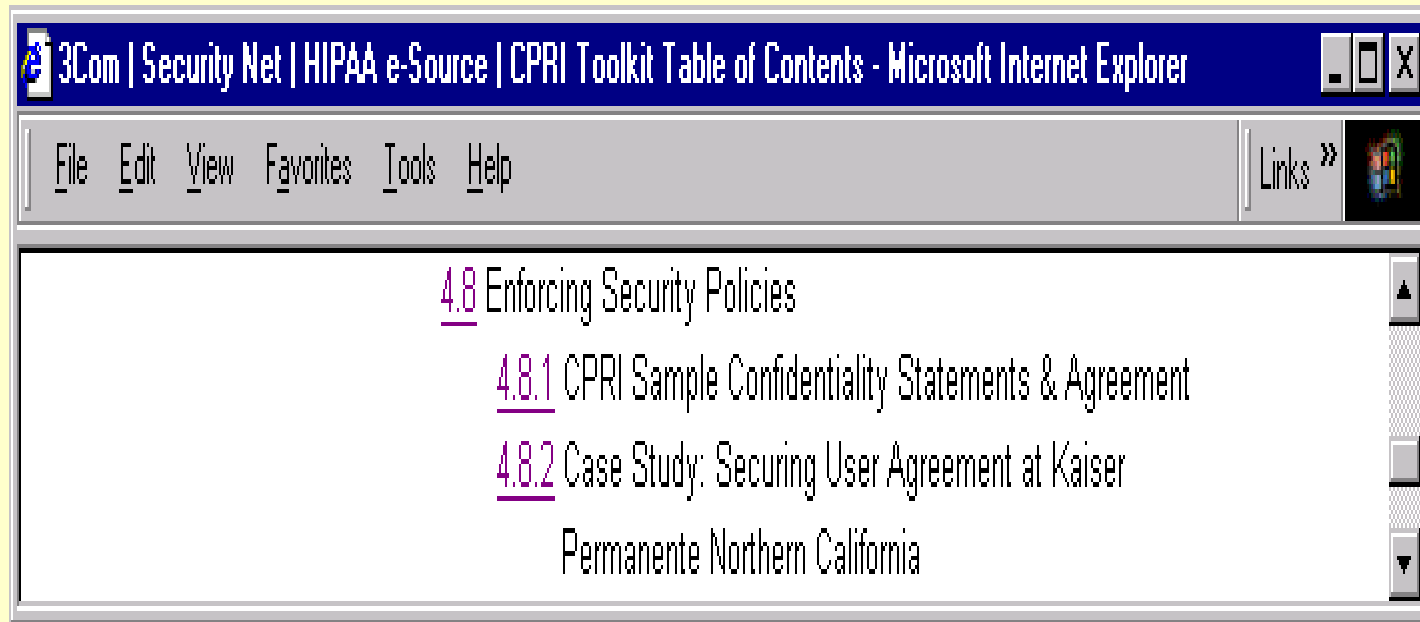 3Com | Security Net | HIPAA e-Source | CPRI Toolkit Table of Contents - Microsoft Internet Explorer
File Edit View Favorites Tools Help Links »
4.8 Enforcing Security Policies
4.8.1 CPRI Sample Confidentiality Statements & Agreement
4.8.2 Case Study: Securing User Agreement at Kaiser
Permanente Northern California